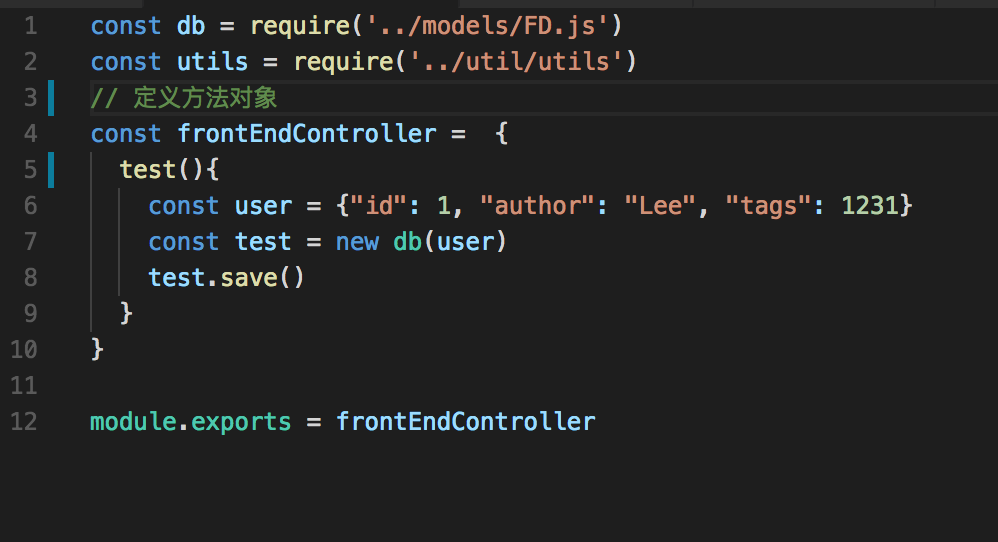 1 const db = require('../models/FD.js')
2 const utils = require('../util/utils')
3 // 定义方法对象
4 const frontEndController =  {
5   test(){
6     const user = {"id": 1, "author": "Lee", "tags": 1231}
7     const test = new db(user)
8     test.save()
9   }
10 }
11
12 module.exports = frontEndController